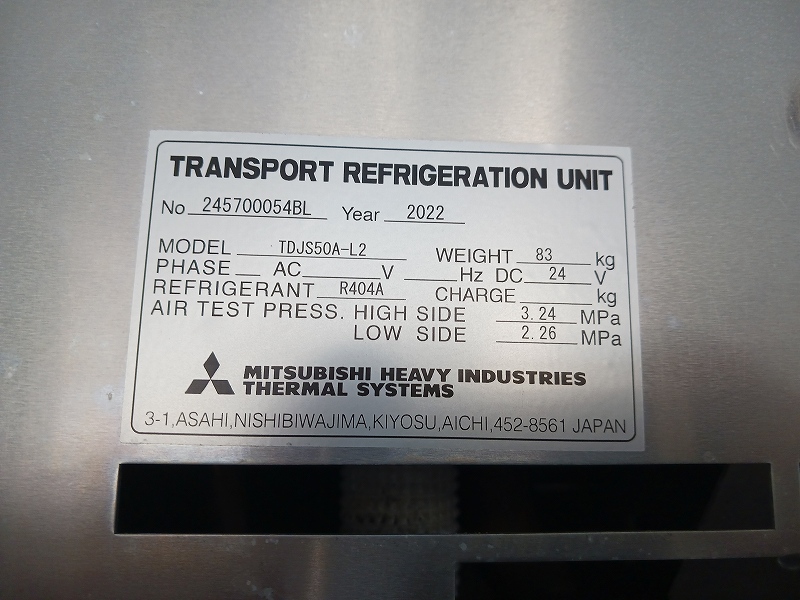 TRANSPORT REFRIGERATION UNIT
No 245700054BL Year 2022
MODEL TDJS50A-L2 WEIGHT 83 kg
PHASE AC V Hz DC 24 V
REFRIGERANT R404A CHARGE kg
AIR TEST PRESS. HIGH SIDE 3.24 MPa
LOW SIDE 2.26 MPa
MITSUBISHI HEAVY INDUSTRIES
THERMAL SYSTEMS
3-1,ASAHI,NISHIBIWAJIMA,KIYOSU,AICHI,452-8561 JAPAN